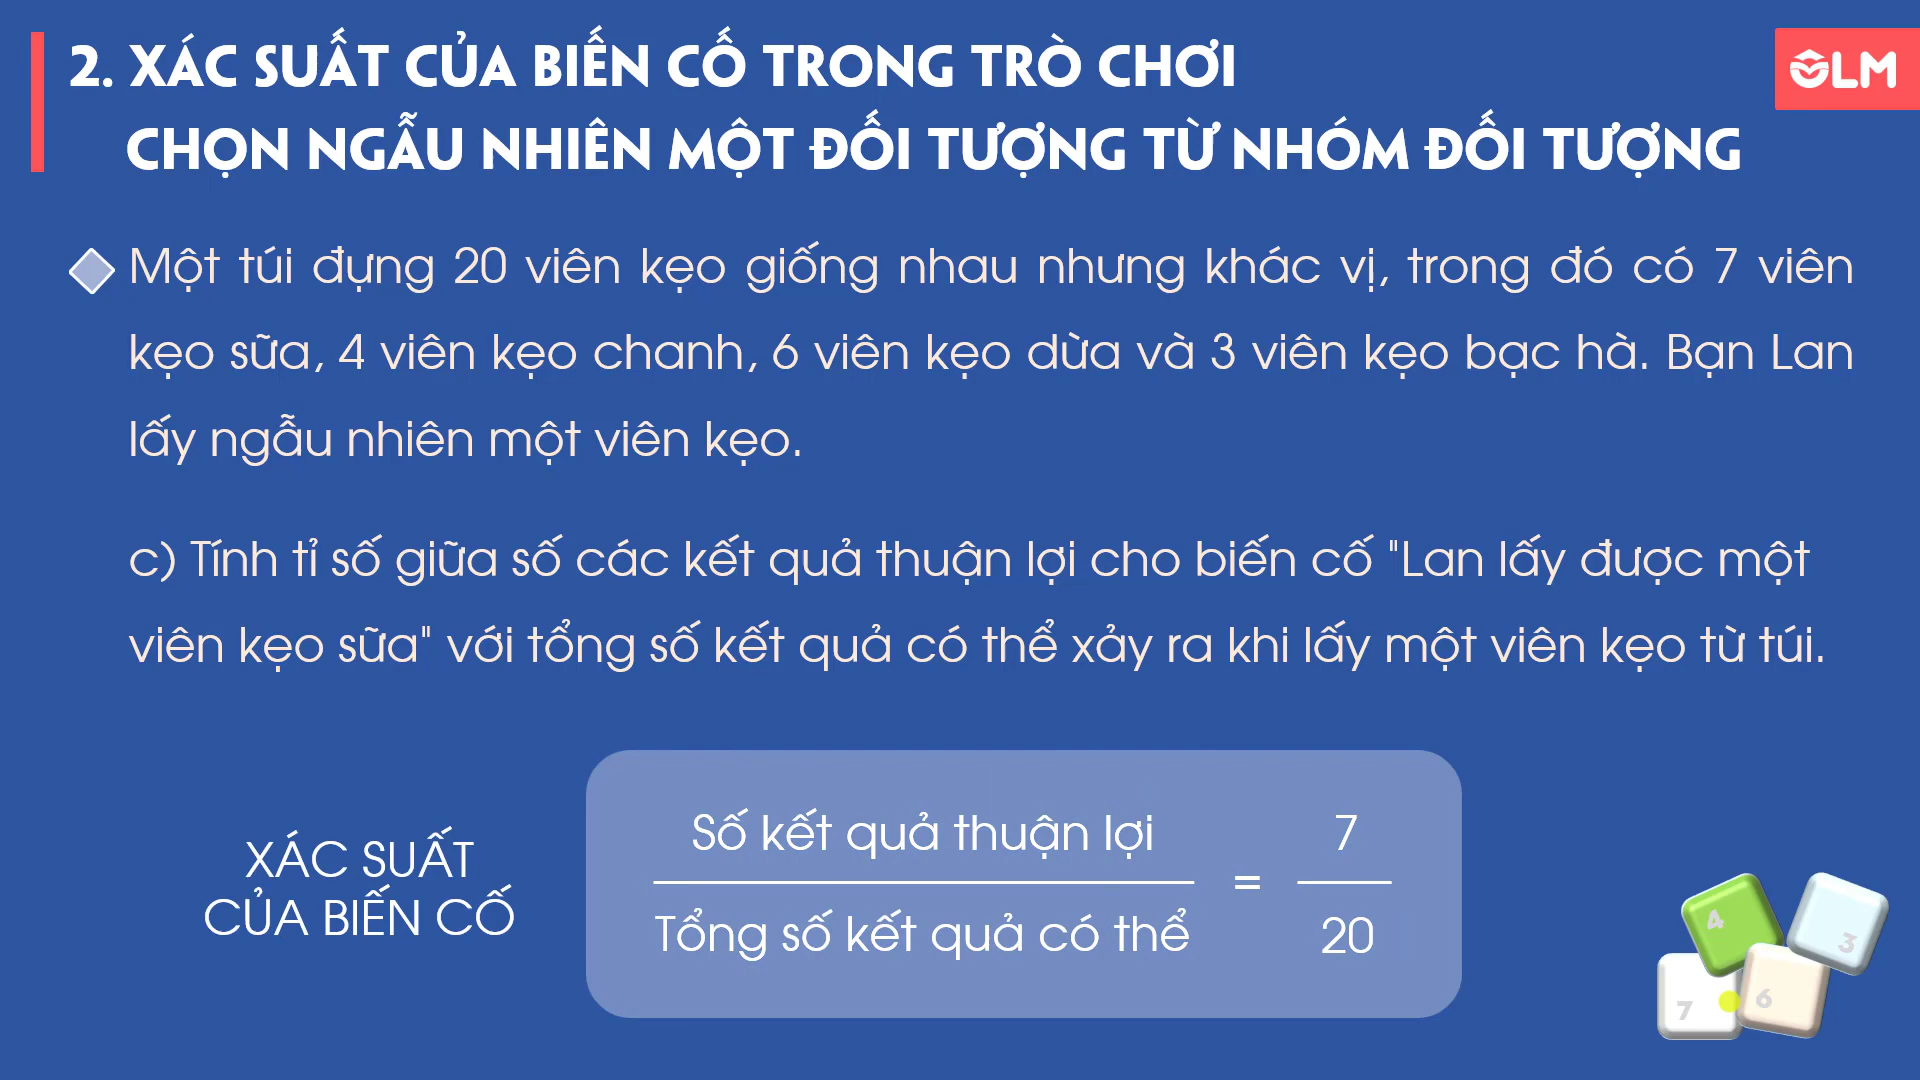 2. XÁC SUẤT CỦA BIẾN CỐ TRONG TRÒ CHƠI
CHỌN NGẪU NHIÊN MỘT ĐỐI TƯỢNG TỪ NHÓM ĐỐI TƯỢNG
OLM
Một túi đựng 20 viên kẹo giống nhau nhưng khác vị, trong đó có 7 viên
kẹo sữa, 4 viên kẹo chanh, 6 viên kẹo dừa và 3 viên kẹo bạc hà. Bạn Lan
lấy ngẫu nhiên một viên kẹo.
c) Tính tỉ số giữa số các kết quả thuận lợi cho biến cố "Lan lấy được một
viên kẹo sữa" với tổng số kết quả có thể xảy ra khi lấy một viên kẹo từ túi.
XÁC SUẤT
CỦA BIẾN CỐ
Số kết quả thuận lợi
Tổng số kết quả có thể
=
7
20
4
3
7
6